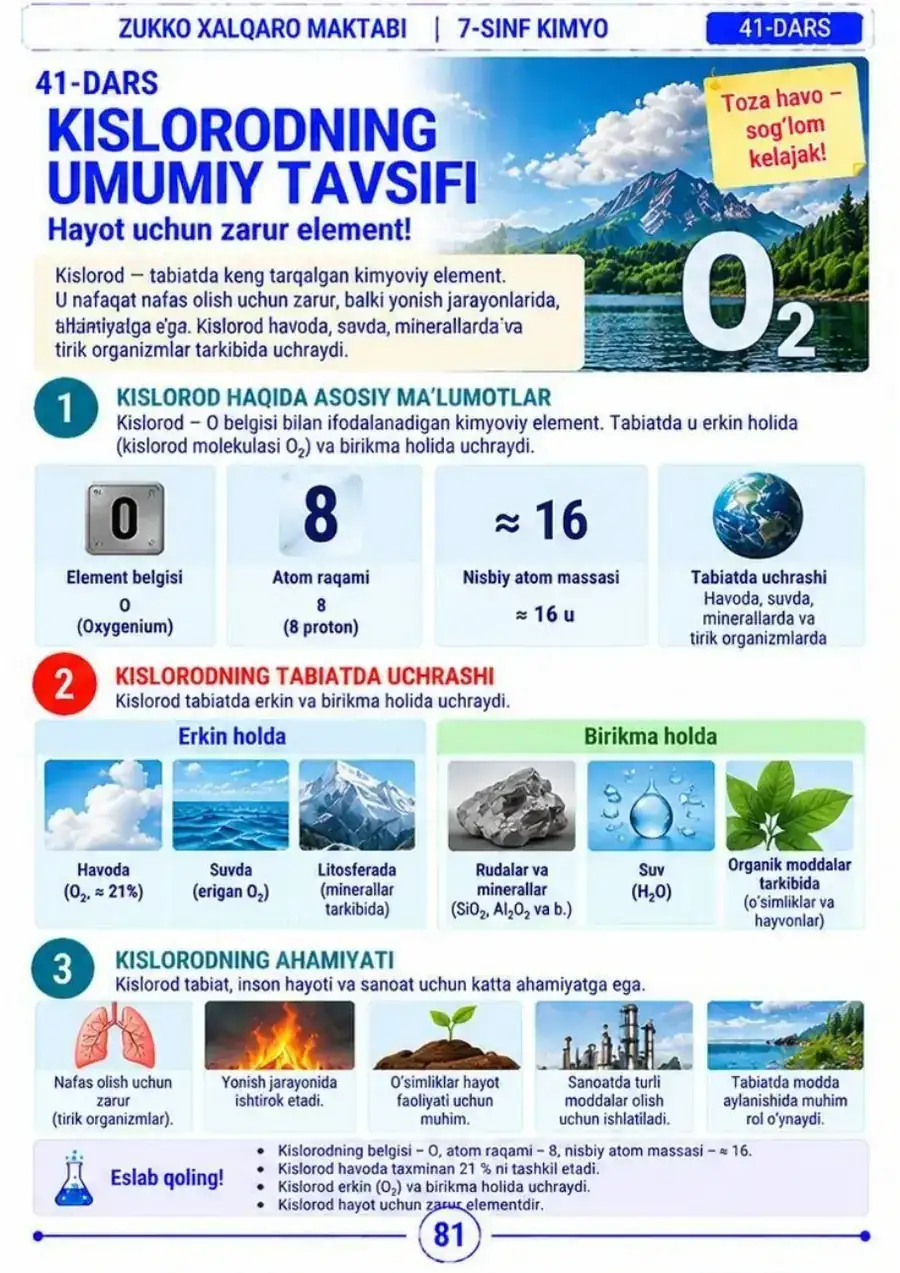 ZUKKO XALQARO MAKTABI | 7-SINF KIMYO
41-DARS
41-DARS
KISLORODNING
UMUMIY TAVSIFI
Hayot uchun zarur element!
Toza havo –
sog‘lom
kelajak!
O₂
Kislorod – tabiatda keng tarqalgan kimyoviy element.
U nafaqat nafas olish uchun zarur, balki yonish jarayonlarida,
e'ga. Kislorod havoda, savda, minerallarda va
tirik organizmlar tarkibida uchraydi.
1
KISLOROD HAQIDA ASOSIY MA’LUMOTLAR
Kislorod – O belgisi bilan ifodalanadigan kimyoviy element. Tabiatda u erkin holida
(kislorod molekulasi O₂) va birikma holida uchraydi.
O
Element belgisi
O
(Oxygenium)
8
Atom raqami
8
(8 proton)
≈ 16
Nisbiy atom massasi
≈ 16 u
Tabiatda uchrashi
Havoda, suvda,
minerallarda va
tirik organizmlarda
2
KISLORODNING TABIATDA UCHRASHI
Kislorod tabiatda erkin va birikma holida uchraydi.
Erkin holda
Havoda
(O₂, ≈ 21%)
Suvda
(erigan O₂)
Litosferada
(minerallar
tarkibida)
Birikma holda
Rudalar va
minerallar
(SiO₂, Al₂O₂ va b.)
Suv
(H₂O)
Organik moddalar
tarkibida
(o‘simliklar va
hayvonlar)
3
KISLORODNING AHAMIYATI
Kislorod tabiat, inson hayoti va sanoat uchun katta ahamiyatga ega.
Nafas olish uchun
zarur
(tirik organizmlar).
Yonish jarayonida
ishtirok etadi.
O‘simliklar hayot
faoliyati uchun
muhim.
Sanoatda turli
moddalar olish
uchun ishlatiladi.
Tabiatda modda
aylanishida muhim
rol o‘ynaydi.
Eslab qoling!
• Kislorodning belgisi – O, atom raqami – 8, nisbiy atom massasi – ≈ 16.
• Kislorod havoda taxminan 21 % ni tashkil etadi.
• Kislorod erkin (O₂) va birikma holida uchraydi.
• Kislorod hayot uchun zarur elementdir.
81